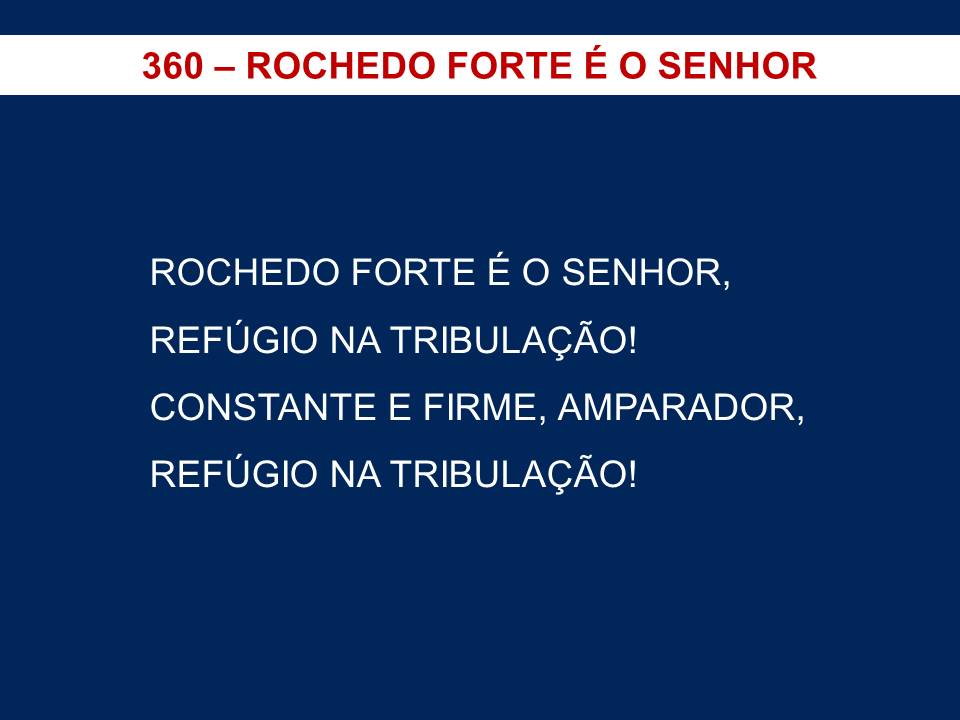 360 – ROCHEDO FORTE É O SENHOR
ROCHEDO FORTE É O SENHOR,
REFÚGIO NA TRIBULAÇÃO!
CONSTANTE E FIRME, AMPARADOR,
REFÚGIO NA TRIBULAÇÃO!